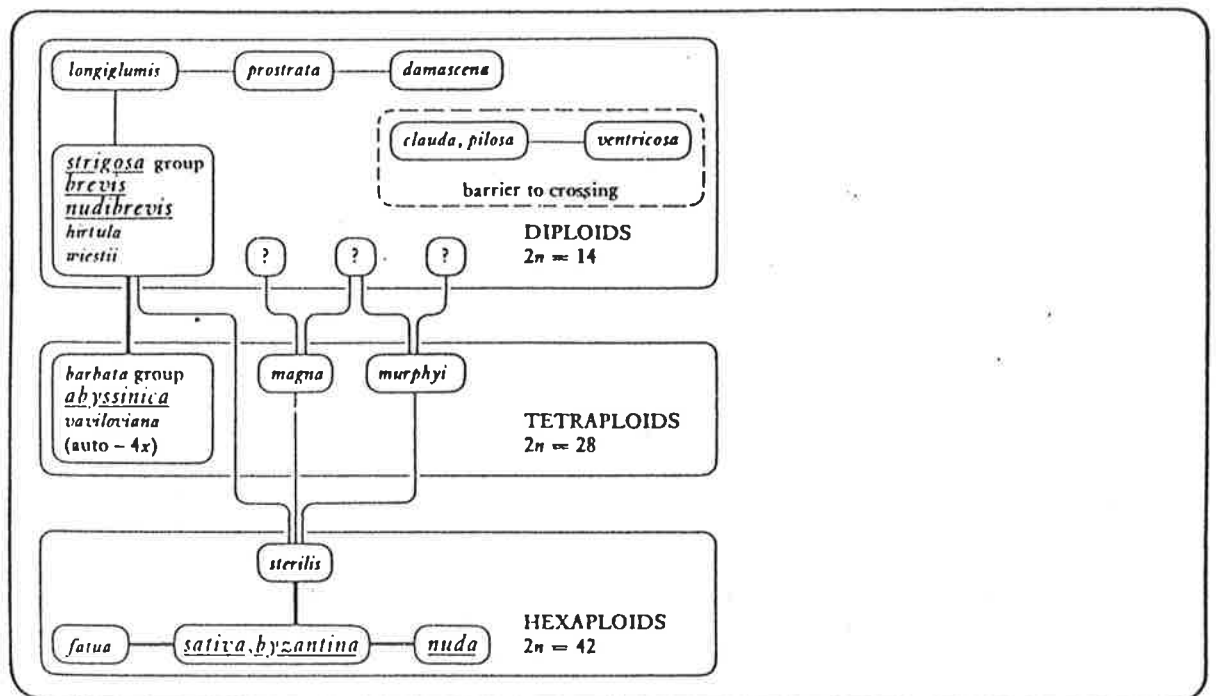 longiglumis prostrata damascena
clauda, pilosa ventricosa
barrier to crossing
strigosa group
brevis
nudibrevis
hirtula
wiestii
? ? ?
DIPLOIDS
2n = 14
barbata group
abyssinica
vaviloviana
(auto – 4x)
magna murphyi
TETRAPLOIDS
2n = 28
sterilis
fatua sativa, byzantina nuda
HEXAPLOIDS
2n = 42